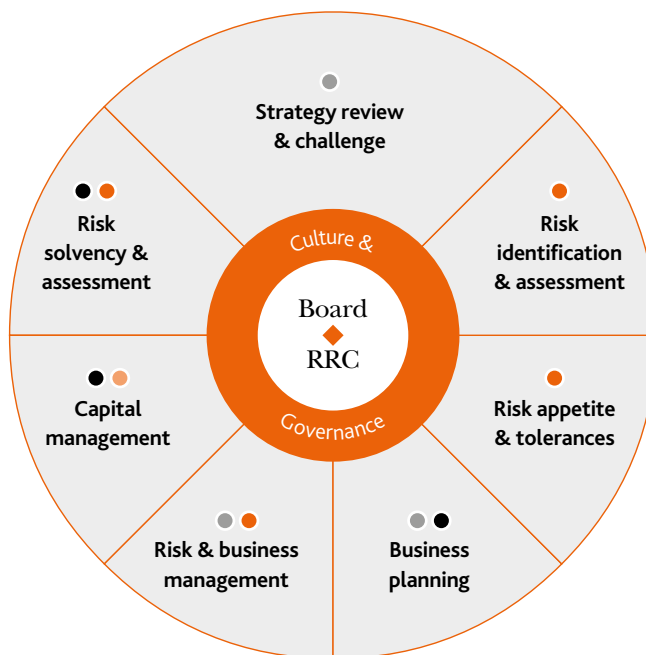 Strategy review
& challenge
Risk
identification
& assessment
Risk appetite
& tolerances
Business
planning
Risk & business
management
Capital
management
Risk
solvency &
assessment
Culture &
Board
RRC
Governance